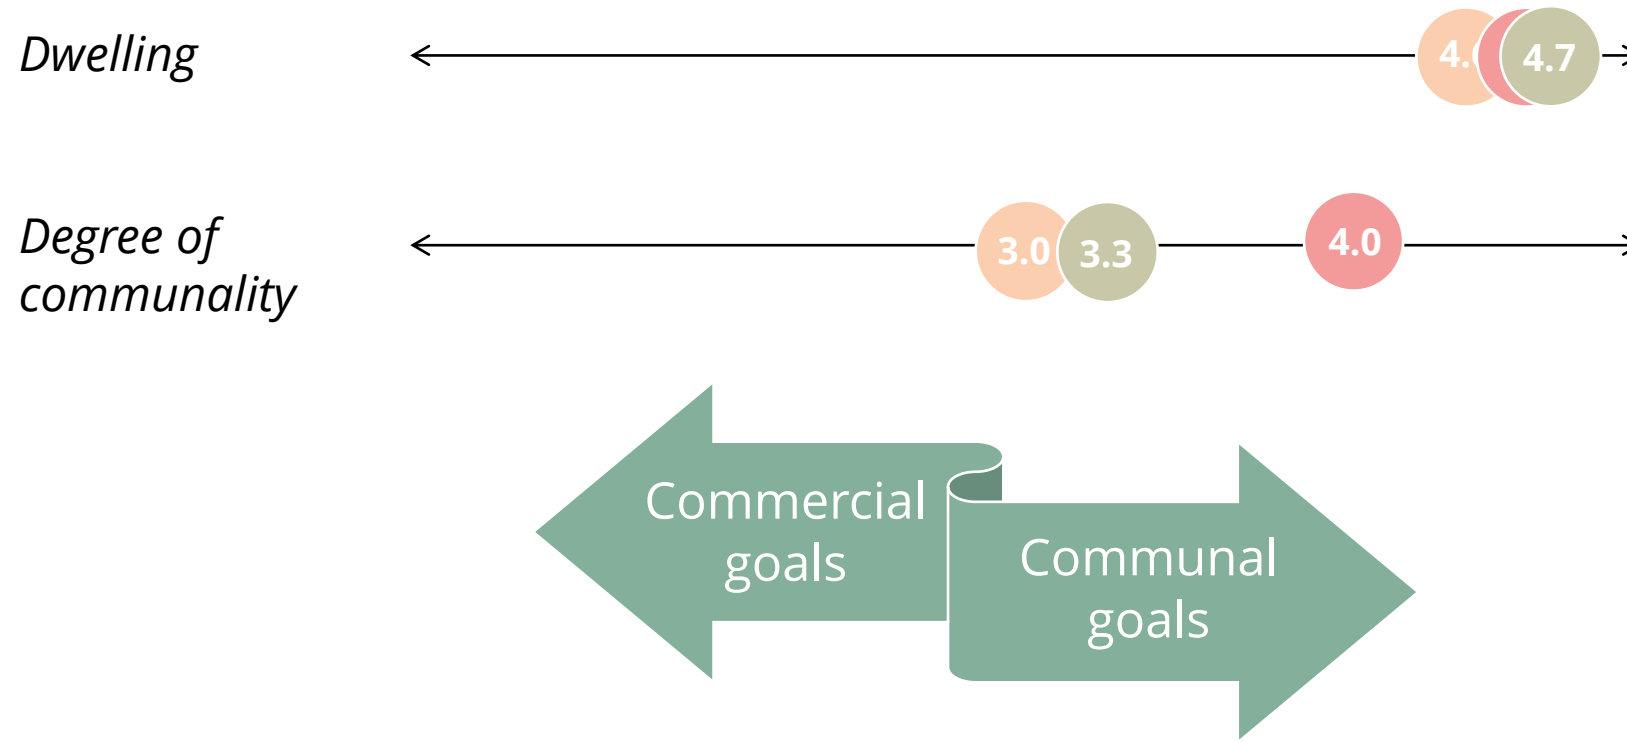 Dwelling
4.7
Degree of
communality
3.0 3.3 4.0
Commercial
goals
Communal
goals